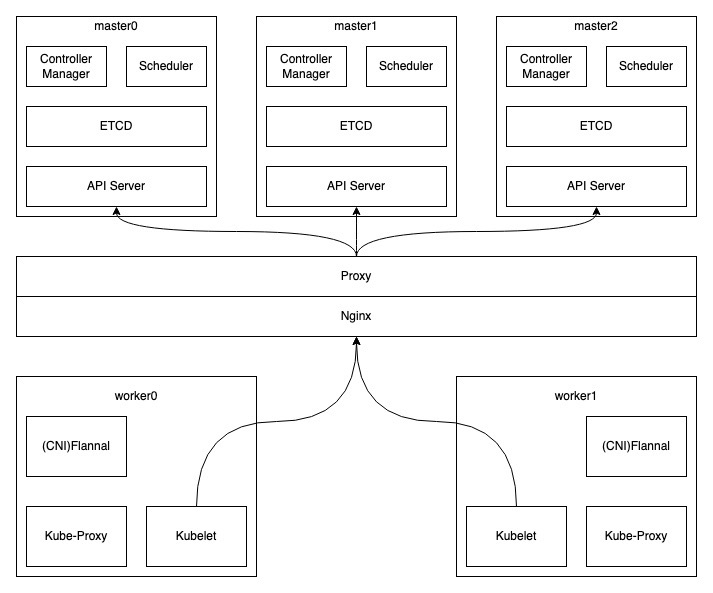 master0
master1
master2
Controller
Manager
Scheduler
Controller
Manager
Scheduler
Controller
Manager
Scheduler
ETCD
ETCD
ETCD
API Server
API Server
API Server
Proxy
Nginx
worker0
worker1
(CNI)Flannal
(CNI)Flannal
Kube-Proxy
Kubelet
Kubelet
Kube-Proxy